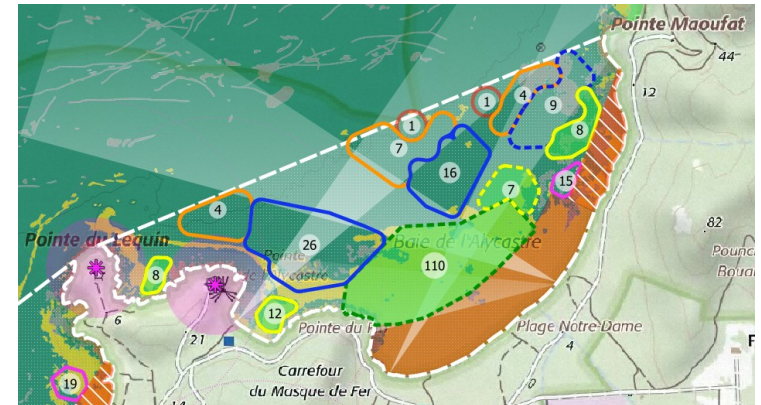 Pointe Maoufat
44
12
1
1
4
9
8
7
16
15
7
4
26
82
Pointe du Lequin
Pointe
de l'Alycastre
Baie de l'Alycastre
8
110
12
6
21
Pointe du
Plage Notre-Dame
4
Carrefour
du Masque de Fer
19
14
0